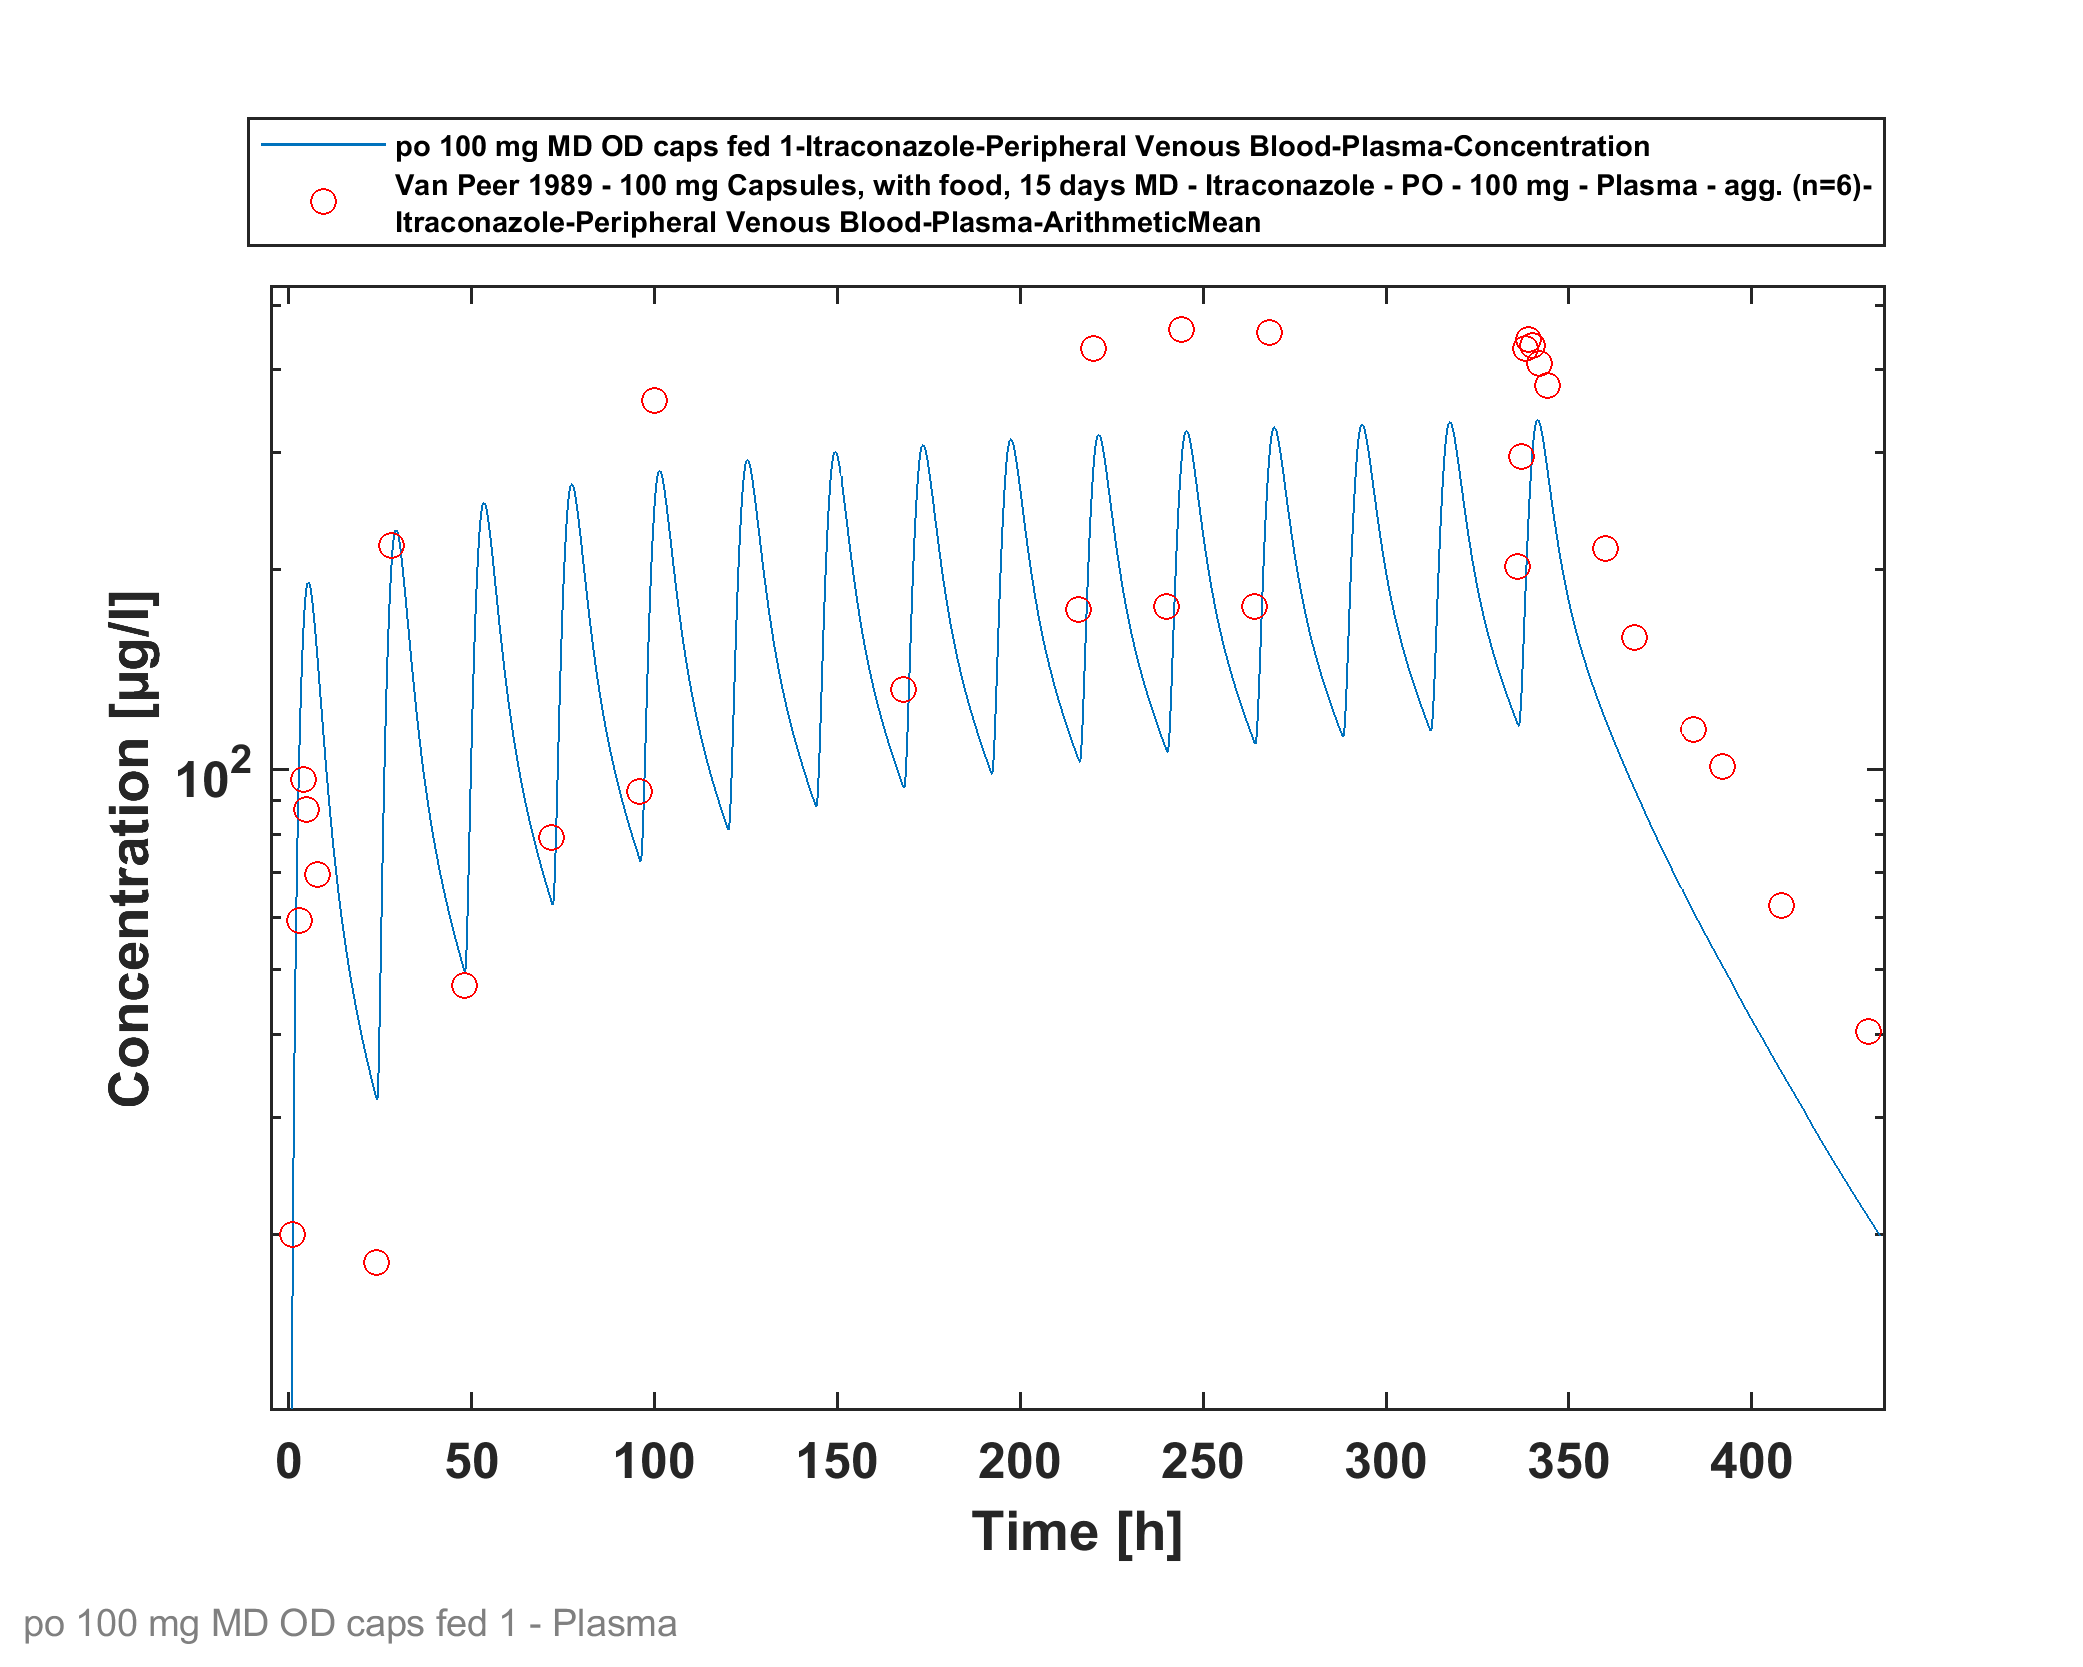 po 100 mg MD OD caps fed 1-Itraconazole-Peripheral Venous Blood-Plasma-Concentration
Van Peer 1989 - 100 mg Capsules, with food, 15 days MD - Itraconazole - PO - 100 mg - Plasma - agg. (n=6)-
Itraconazole-Peripheral Venous Blood-Plasma-ArithmeticMean
Concentration [µg/l]
10²
0 50 100 150 200 250 300 350 400
Time [h]
po 100 mg MD OD caps fed 1 - Plasma